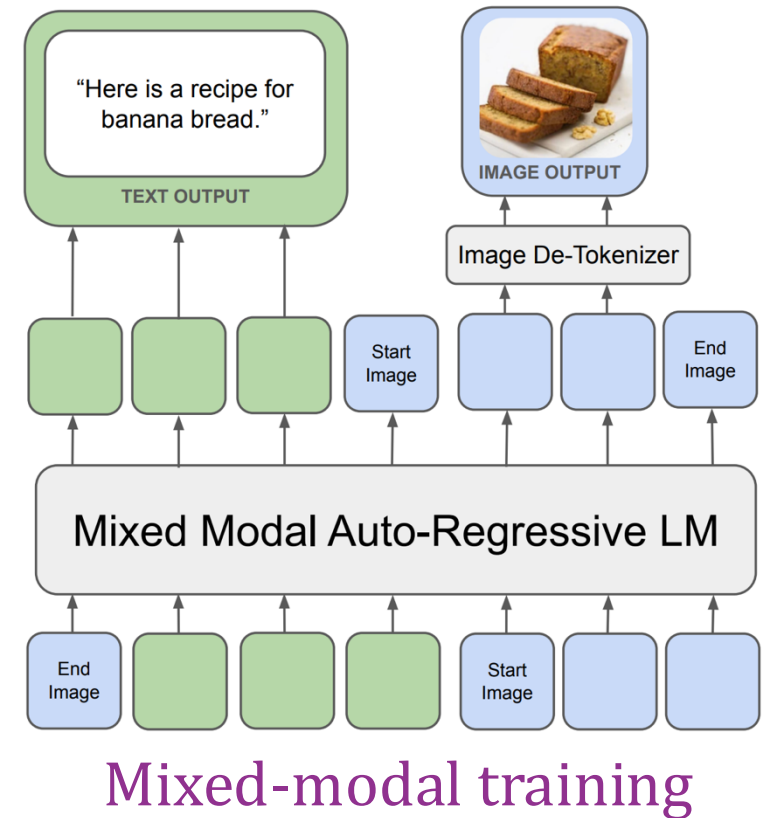 “Here is a recipe for
banana bread.”
TEXT OUTPUT
IMAGE OUTPUT
Image De-Tokenizer
Start
Image
End
Image
Mixed Modal Auto-Regressive LM
End
Image
Start
Image
Mixed-modal training